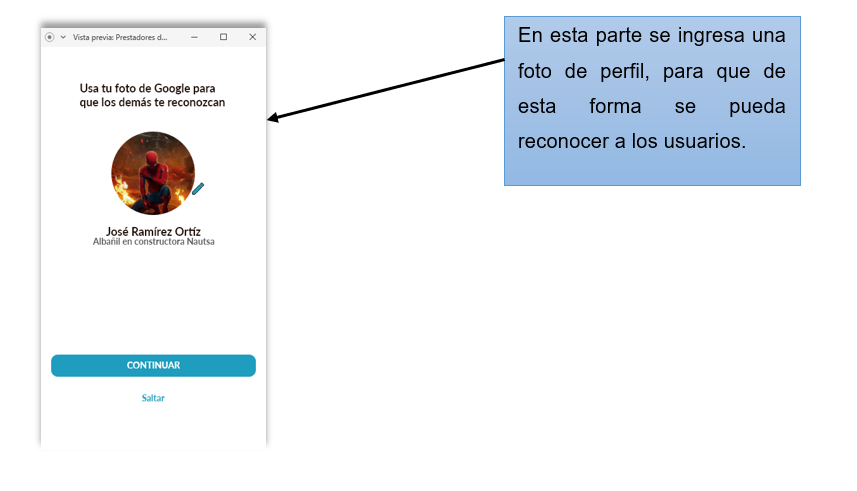 Vista previa: Prestadores d...
Usa tu foto de Google para
que los demás te reconozcan
José Ramírez Ortíz
Albañil en constructora Nautsa
CONTINUAR
Saltar
En esta parte se ingresa una
foto de perfil, para que de
esta forma se pueda
reconocer a los usuarios.